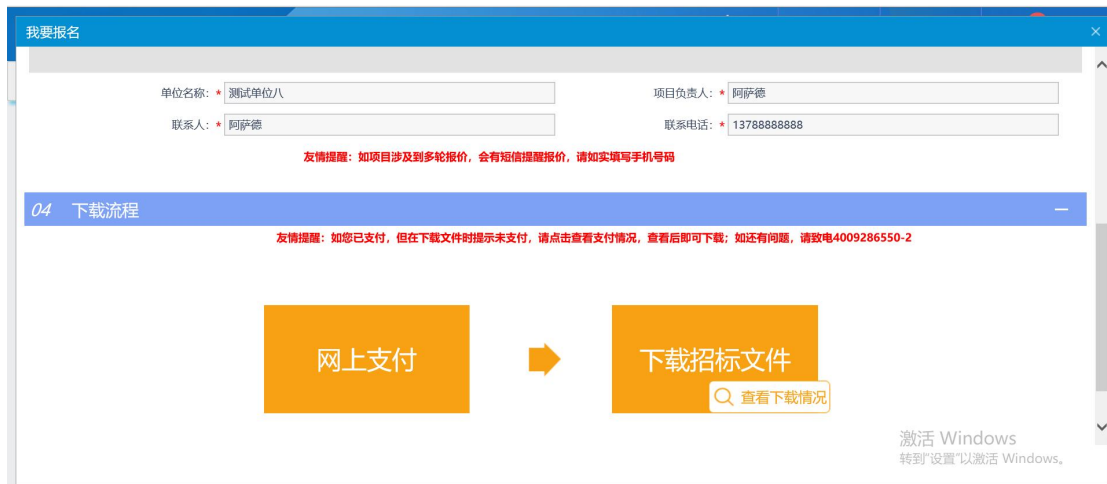 我要报名
单位名称：* 测试单位八 项目负责人：* 阿萨德
联系人：* 阿萨德 联系电话：* 13788888888
友情提醒：如项目涉及到多轮报价，会有短信提醒报价，请如实填写手机号码
04 下载流程
友情提醒：如您已支付，但在下载文件时提示未支付，请点击查看支付情况，查看后即可下载；如还有问题，请致电4009286550-2
网上支付 下载招标文件
查看下载情况
激活 Windows
转到“设置”以激活 Windows。